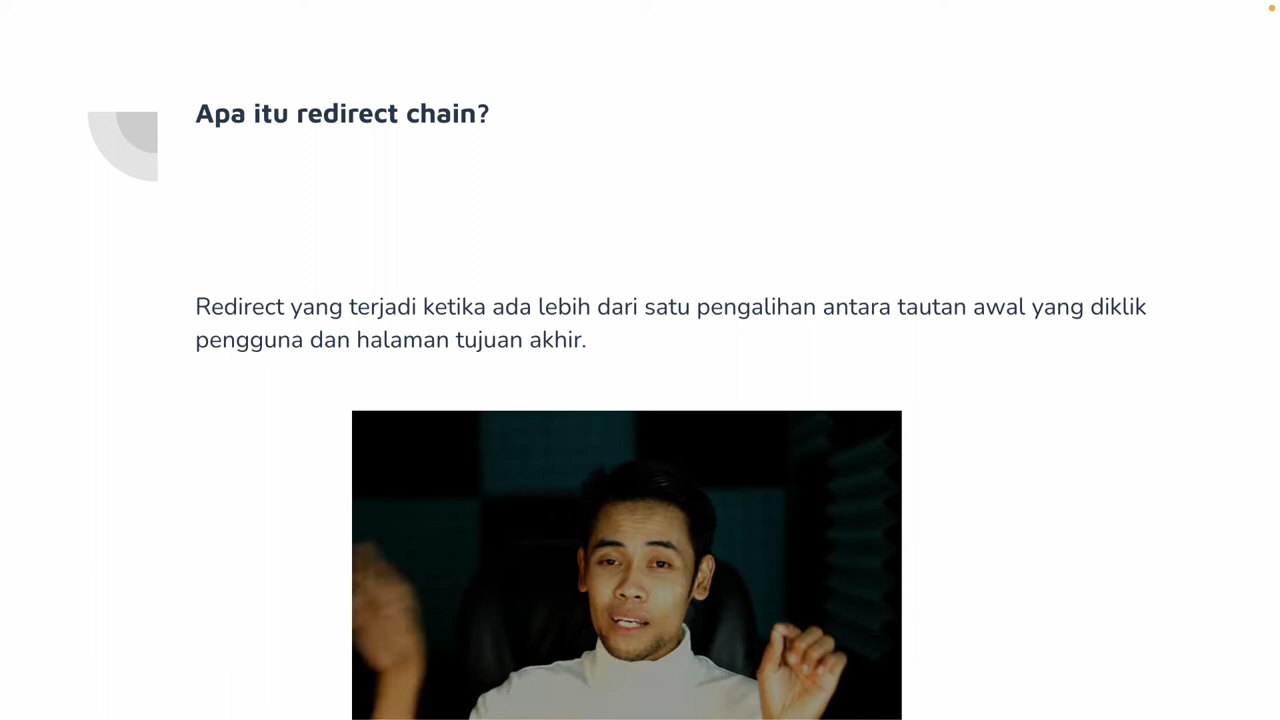 Apa itu redirect chain?
Redirect yang terjadi ketika ada lebih dari satu pengalihan antara tautan awal yang diklik
pengguna dan halaman tujuan akhir.